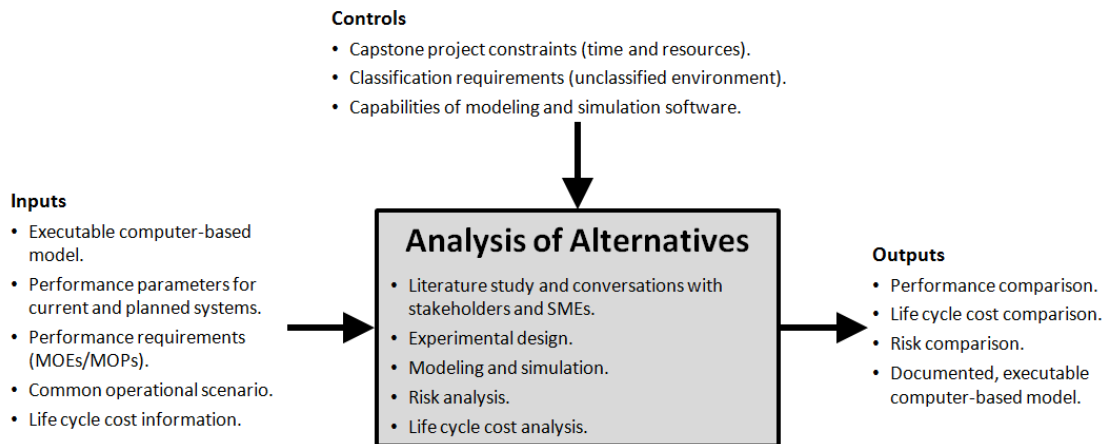 Controls
• Capstone project constraints (time and resources).
• Classification requirements (unclassified environment).
• Capabilities of modeling and simulation software.
Inputs
• Executable computer-based
model.
• Performance parameters for
current and planned systems.
• Performance requirements
(MOEs/MOPs).
• Common operational scenario.
• Life cycle cost information.
Analysis of Alternatives
• Literature study and conversations with
stakeholders and SMEs.
• Experimental design.
• Modeling and simulation.
• Risk analysis.
• Life cycle cost analysis.
Outputs
• Performance comparison.
• Life cycle cost comparison.
• Risk comparison.
• Documented, executable
computer-based model.